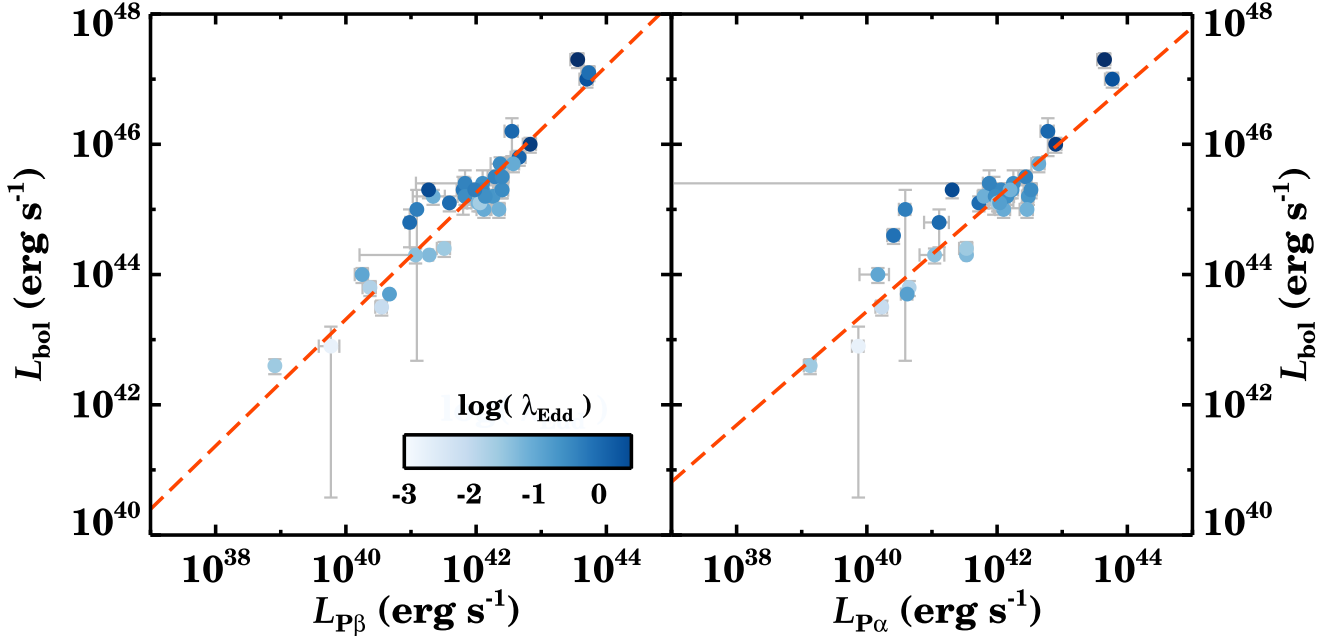 10^48 10^48
10^46 10^46
10^44 10^44
10^42 10^42
10^40 10^40
L_bol (erg s^-1) L_bol (erg s^-1)
log( λ_Edd )
-3 -2 -1 0
10^38 10^40 10^42 10^44 10^38 10^40 10^42 10^44
L_Pβ (erg s^-1) L_Pα (erg s^-1)